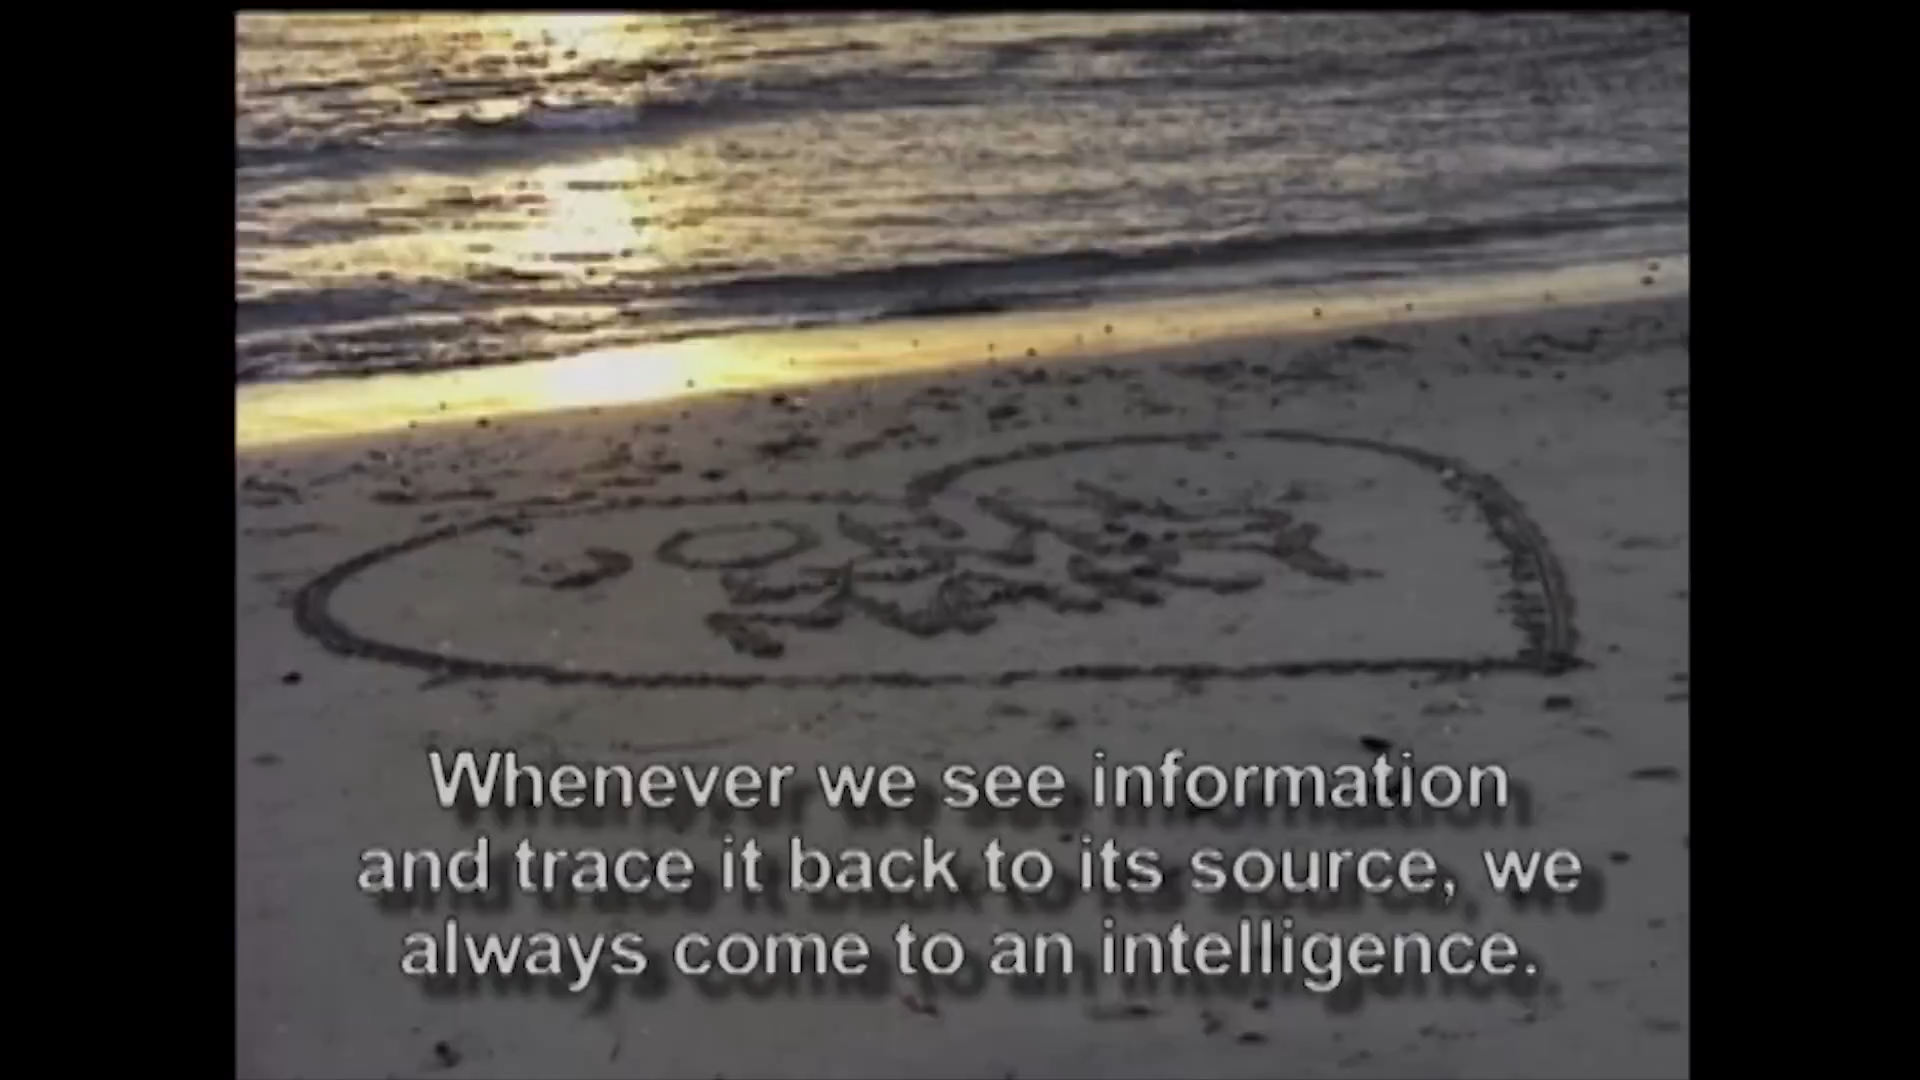 Whenever we see information
and trace it back to its source, we
always come to an intelligence.